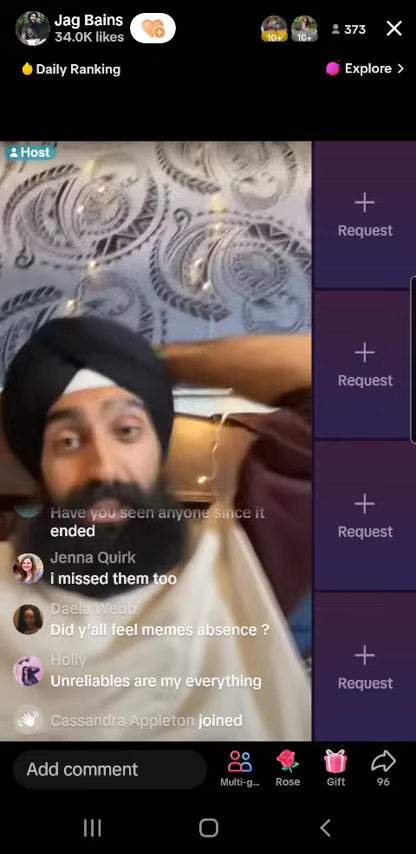 Jag Bains
34.0K likes
10+
10+
373
Daily Ranking
Explore >
Host
Request
Request
Request
Request
Have you seen anyone since it
ended
Jenna Quirk
i missed them too
Daela Webb
Did y'all feel memes absence ?
Holly
Unreliables are my everything
Cassandra Appleton joined
Add comment
Multi-g...
Rose
Gift
96